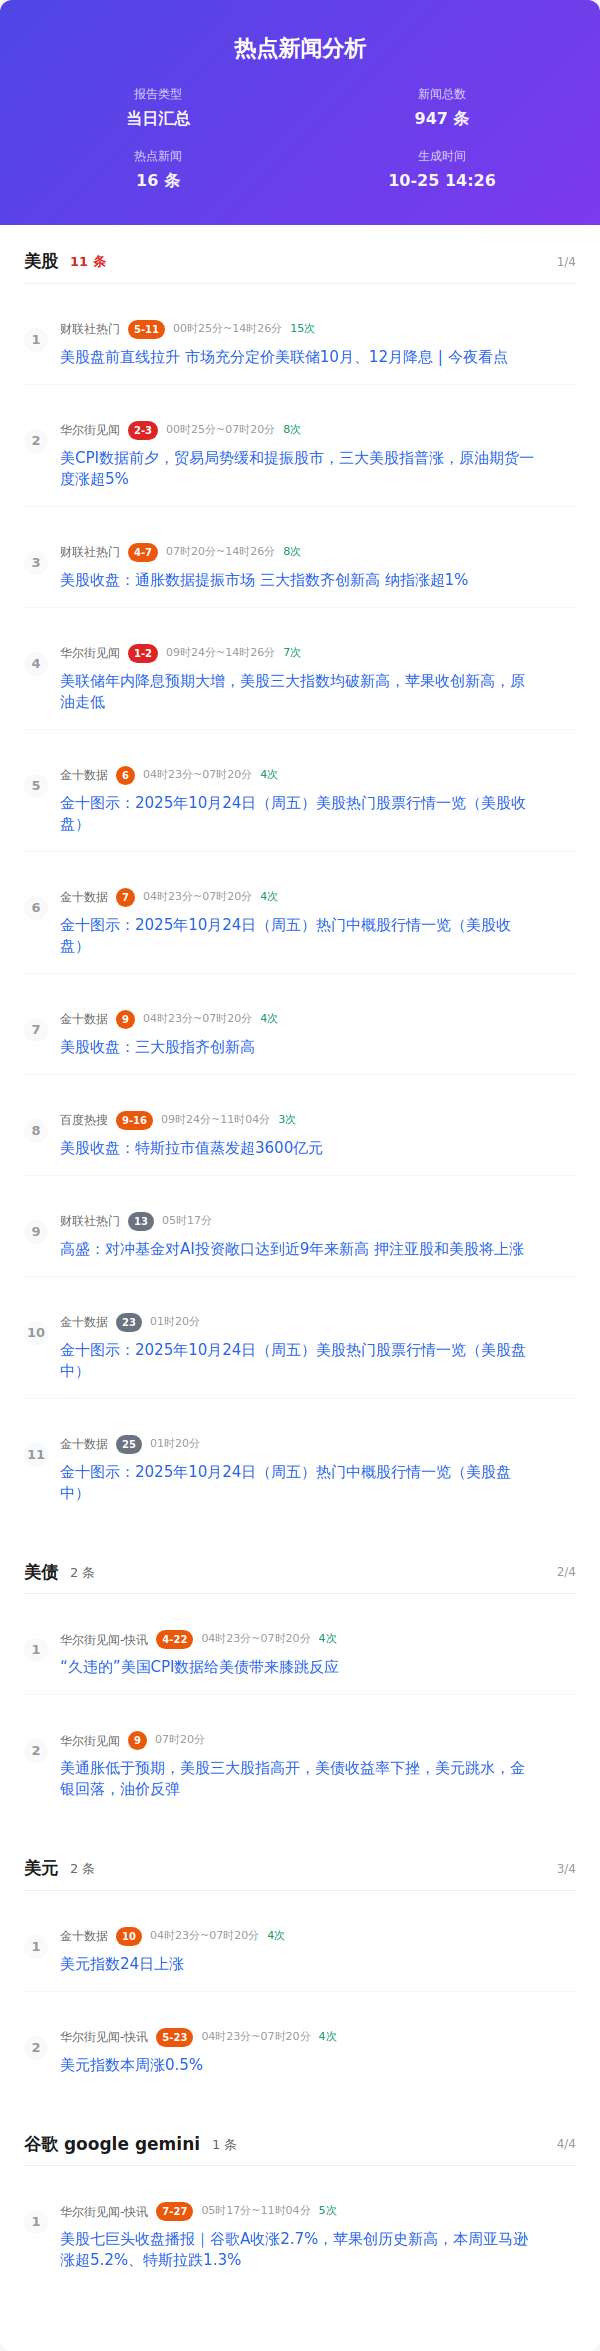 热点新闻分析
报告类型
新闻总数
当日汇总
947 条
热点新闻
生成时间
16 条
10-25 14:26
美股 11 条 1/4
1 财联社热门 5-11 00时25分~14时26分 15次
美股盘前直线拉升 市场充分定价美联储10月、12月降息 | 今夜看点
2 华尔街见闻 2-3 00时25分~07时20分 8次
美CPI数据前夕，贸易局势缓和提振股市，三大美股指普涨，原油期货一
度涨超5%
3 财联社热门 4-7 07时20分~14时26分 8次
美股收盘：通胀数据提振市场 三大指数齐创新高 纳指涨超1%
4 华尔街见闻 1-2 09时24分~14时26分 7次
美联储年内降息预期大增，美股三大指数均破新高，苹果收创新高，原
油走低
5 金十数据 6 04时23分~07时20分 4次
金十图示：2025年10月24日（周五）美股热门股票行情一览（美股收
盘）
6 金十数据 7 04时23分~07时20分 4次
金十图示：2025年10月24日（周五）热门中概股行情一览（美股收
盘）
7 金十数据 9 04时23分~07时20分 4次
美股收盘：三大股指齐创新高
8 百度热搜 9-16 09时24分~11时04分 3次
美股收盘：特斯拉市值蒸发超3600亿元
9 财联社热门 13 05时17分
高盛：对冲基金对AI投资敞口达到近9年来新高 押注亚股和美股将上涨
10 金十数据 23 01时20分
金十图示：2025年10月24日（周五）美股热门股票行情一览（美股盘
中）
11 金十数据 25 01时20分
金十图示：2025年10月24日（周五）热门中概股行情一览（美股盘
中）
美债 2 条 2/4
1 华尔街见闻-快讯 4-22 04时23分~07时20分 4次
“久违的”美国CPI数据给美债带来膝跳反应
2 华尔街见闻 9 07时20分
美通胀低于预期，美股三大股指高开，美债收益率下挫，美元跳水，金
银回落，油价反弹
美元 2 条 3/4
1 金十数据 10 04时23分~07时20分 4次
美元指数24日上涨
2 华尔街见闻-快讯 5-23 04时23分~07时20分 4次
美元指数本周涨0.5%
谷歌 google gemini 1 条 4/4
1 华尔街见闻-快讯 7-27 05时17分~11时04分 5次
美股七巨头收盘播报｜谷歌A收涨2.7%，苹果创历史新高，本周亚马逊
涨超5.2%、特斯拉跌1.3%